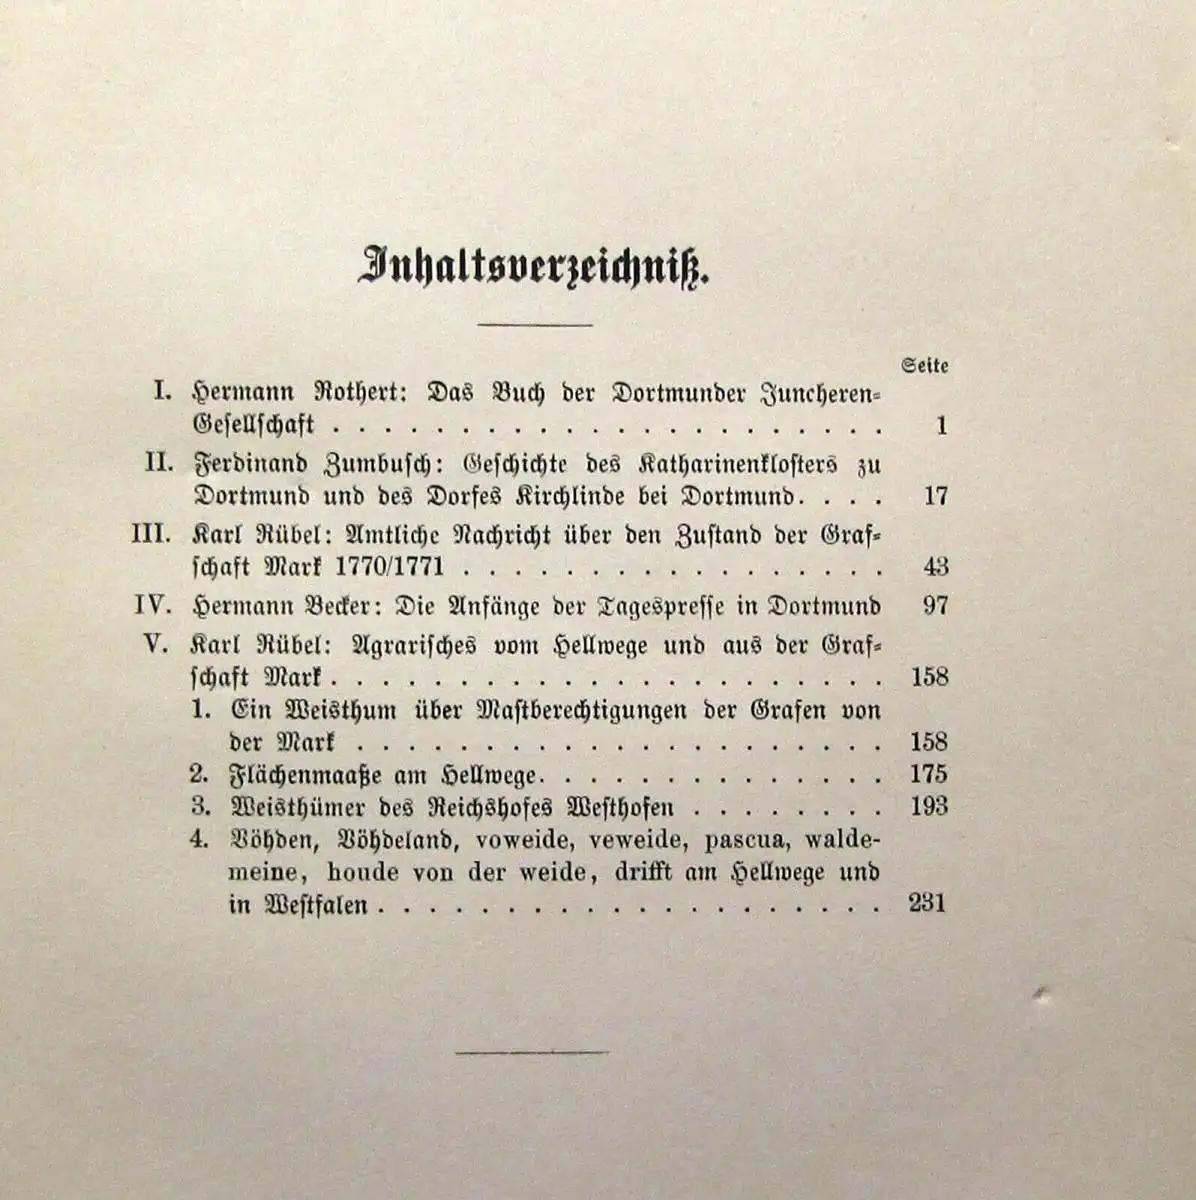 Inhaltsverzeichniß.
Seite
I. Hermann Rothert: Das Buch der Dortmunder Juncheren-
Gesellschaft . . . . . . . . . . . . . . . . . . . . . . 1
II. Ferdinand Zumbusch: Geschichte des Katharinenklosters zu
Dortmund und des Dorfes Kirchlinde bei Dortmund. . . . 17
III. Karl Rübel: Amtliche Nachricht über den Zustand der Graf-
schaft Mark 1770/1771 . . . . . . . . . . . . . . . . . 43
IV. Hermann Becker: Die Anfänge der Tagespresse in Dortmund 97
V. Karl Rübel: Agrarisches vom Hellwege und aus der Graf-
schaft Mark . . . . . . . . . . . . . . . . . . . . . . 158
1. Ein Weisthum über Mastberechtigungen der Grafen von
der Mark . . . . . . . . . . . . . . . . . . . . . 158
2. Flächenmaaße am Hellwege. . . . . . . . . . . . . . 175
3. Weisthümer des Reichshofes Westhofen . . . . . . . . 193
4. Vöhden, Vöhdeland, voweide, veweide, pascua, walde-
meine, houde von der weide, drifft am Hellwege und
in Westfalen . . . . . . . . . . . . . . . . . . . . 231